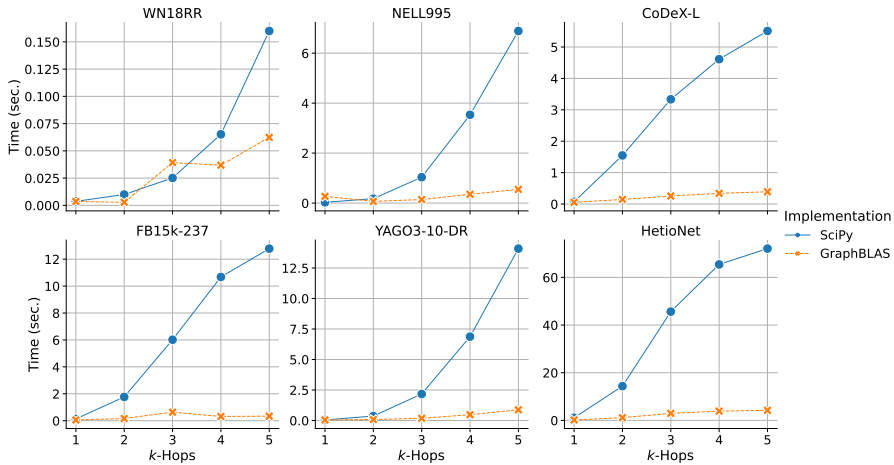 WN18RR
NELL995
CoDeX-L
Time (sec.)
0.150
0.125
0.100
0.075
0.050
0.025
0.000
6
4
2
0
5
4
3
2
1
0
Implementation
SciPy
GraphBLAS
FB15k-237
YAGO3-10-DR
HetioNet
Time (sec.)
12
10
8
6
4
2
0
12.5
10.0
7.5
5.0
2.5
0.0
60
40
20
0
1 2 3 4 5
1 2 3 4 5
1 2 3 4 5
k-Hops
k-Hops
k-Hops